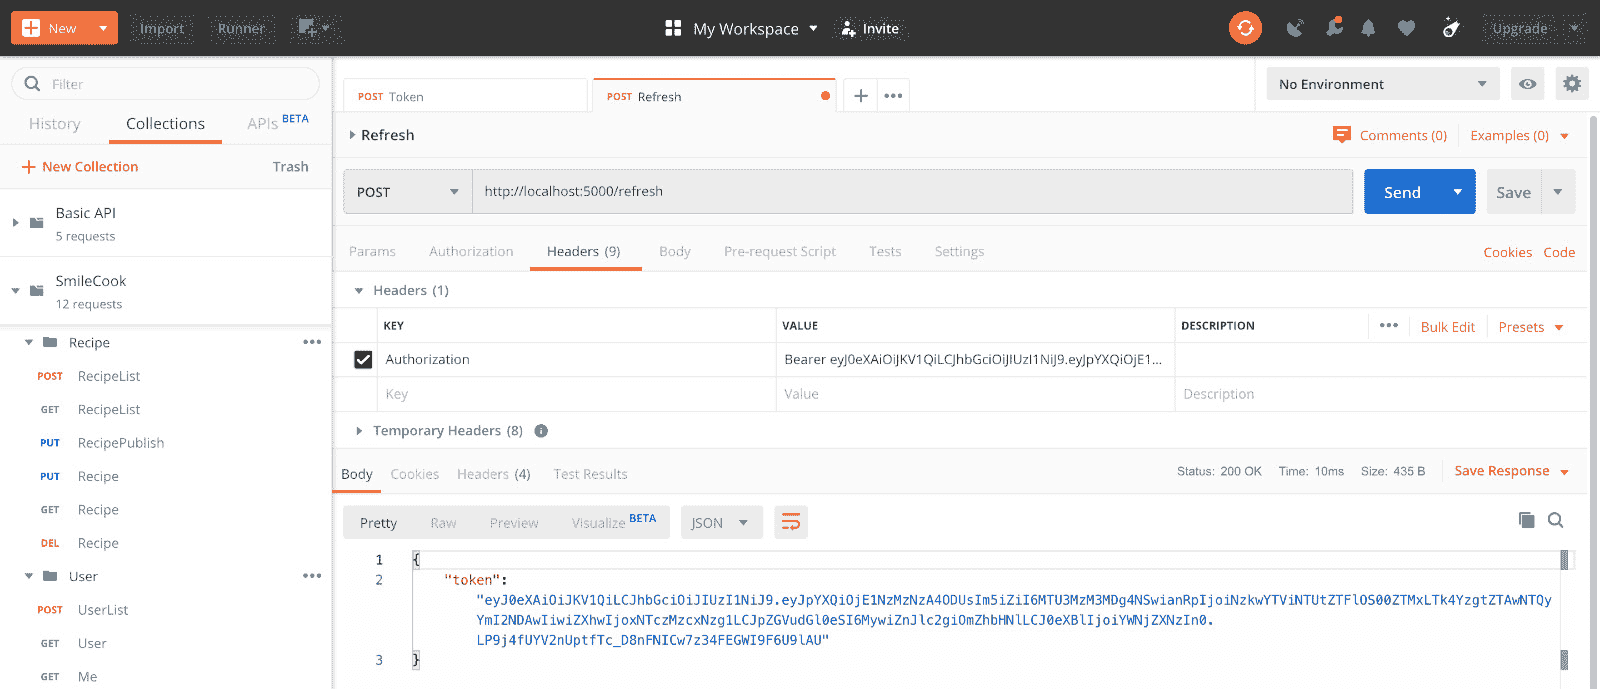 New Import Runner My Workspace Invite Upgrade
Filter
History Collections APIs BETA
New Collection Trash
Basic API
5 requests
SmileCook
12 requests
Recipe
POST RecipeList
GET RecipeList
PUT RecipePublish
PUT Recipe
GET Recipe
DEL Recipe
User
POST UserList
GET User
GET Me
POST Token POST Refresh
No Environment
Refresh Comments (0) Examples (0)
POST http://localhost:5000/refresh Send Save
Params Authorization Headers (9) Body Pre-request Script Tests Settings Cookies Code
Headers (1)
KEY VALUE DESCRIPTION Bulk Edit Presets
Authorization Bearer eyJ0eXAiOiJKV1QiLCJhbGciOiJIUzI1NiJ9.eyJpYXQiOjE1...
Key Value Description
Temporary Headers (8)
Body Cookies Headers (4) Test Results Status: 200 OK Time: 10ms Size: 435 B Save Response
Pretty Raw Preview Visualize BETA JSON
1 {
2 "token":
"eyJ0eXAiOiJKV1QiLCJhbGciOiJIUzI1NiJ9.eyJpYXQiOjE1NzMzNzA4ODUsIm5iZiI6MTU3MzM3MDg4NSwianRpIjoiNzkwYTViNTUtZTFlOS00ZTMxLTk4YzgtZTAwNTQy
YmI2NDAwIiwiZXhwIjoxNTczMzcxNzg1LCJpZGVudGl0eSI6MywiZnJlc2giOmZhbHNlLCJ0eXBlIjoiYWNjZXNzIn0.
LP9j4fUYV2nUptfTc_D8nFNICw7z34FEGWI9F6U9lAU"
3 }